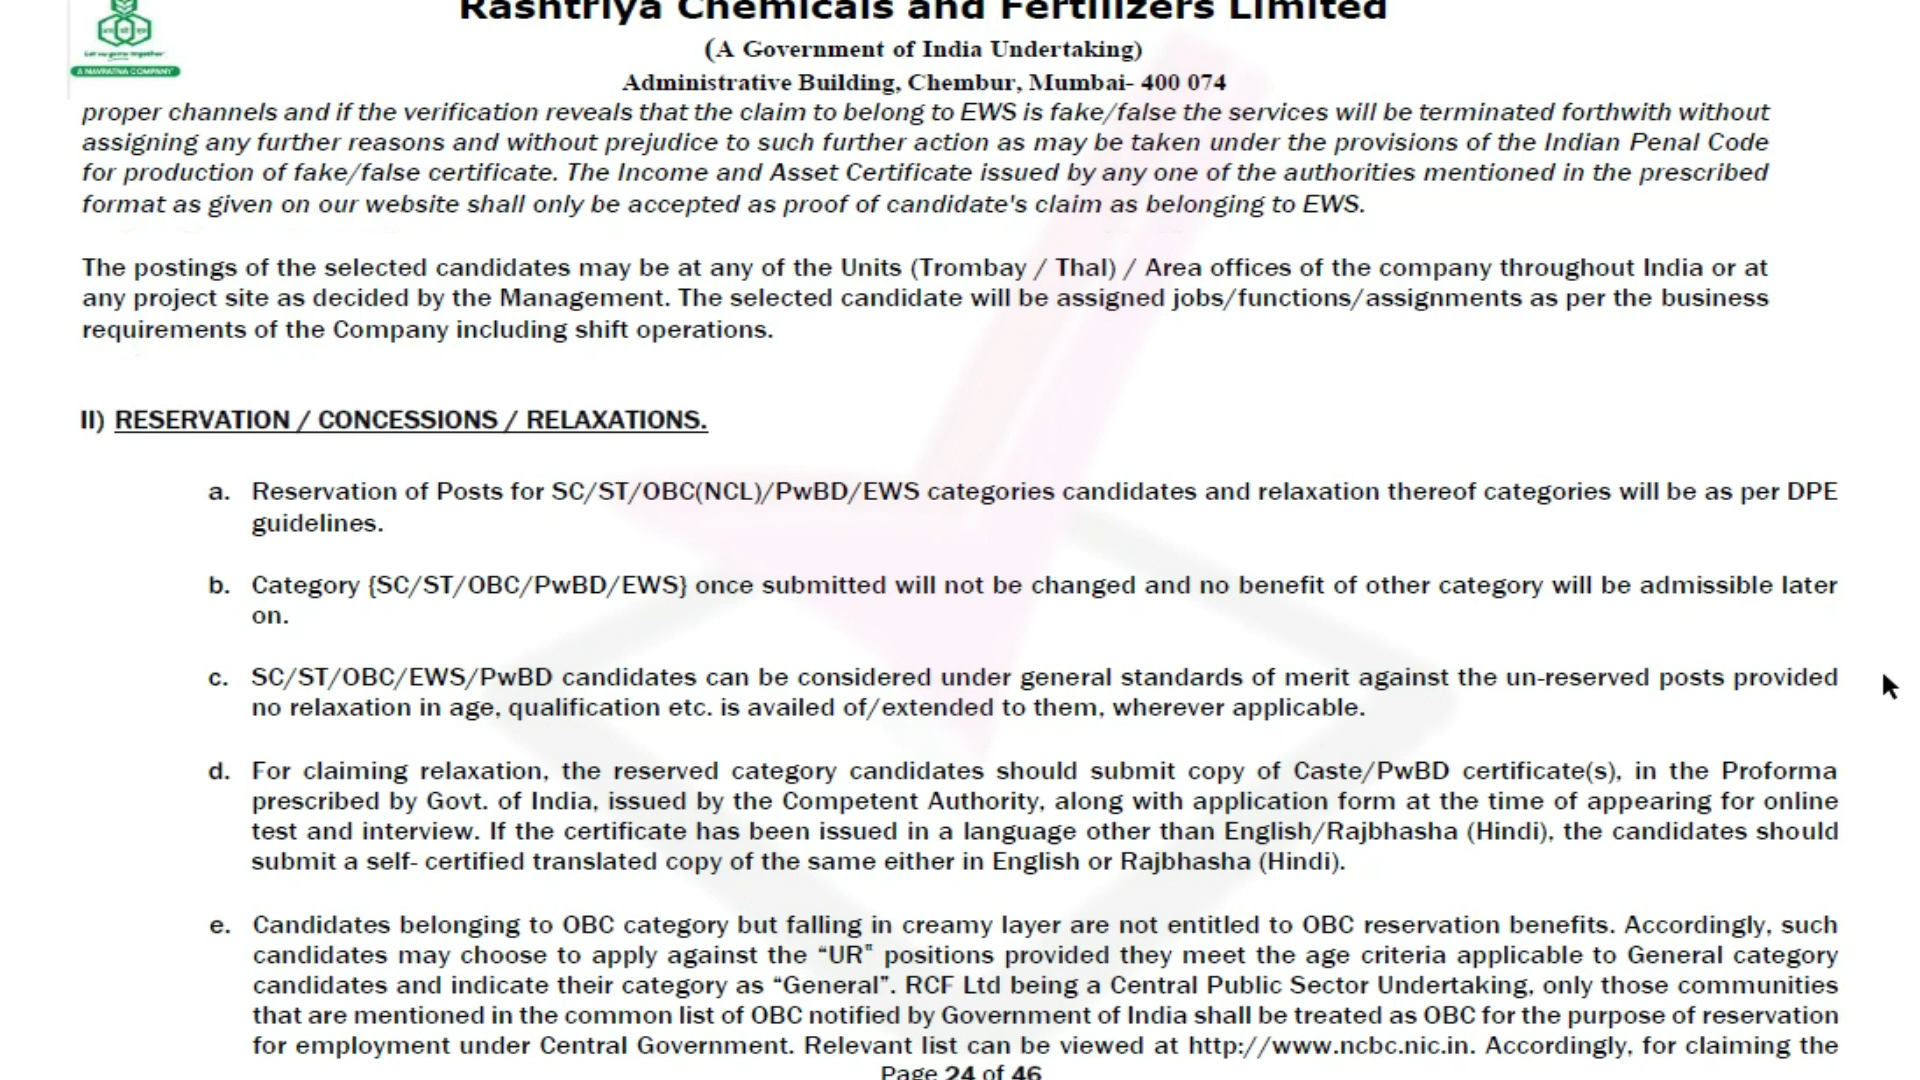 Rashtriya Chemicals and Fertilizers Limited
(A Government of India Undertaking)
Administrative Building, Chembur, Mumbai- 400 074
Let us grow together
A NAVRATNA COMPANY
proper channels and if the verification reveals that the claim to belong to EWS is fake/false the services will be terminated forthwith without
assigning any further reasons and without prejudice to such further action as may be taken under the provisions of the Indian Penal Code
for production of fake/false certificate. The Income and Asset Certificate issued by any one of the authorities mentioned in the prescribed
format as given on our website shall only be accepted as proof of candidate's claim as belonging to EWS.
The postings of the selected candidates may be at any of the Units (Trombay / Thal) / Area offices of the company throughout India or at
any project site as decided by the Management. The selected candidate will be assigned jobs/functions/assignments as per the business
requirements of the Company including shift operations.
II) RESERVATION / CONCESSIONS / RELAXATIONS.
a. Reservation of Posts for SC/ST/OBC(NCL)/PwBD/EWS categories candidates and relaxation thereof categories will be as per DPE
guidelines.
b. Category {SC/ST/OBC/PwBD/EWS} once submitted will not be changed and no benefit of other category will be admissible later
on.
c. SC/ST/OBC/EWS/PwBD candidates can be considered under general standards of merit against the un-reserved posts provided
no relaxation in age, qualification etc. is availed of/extended to them, wherever applicable.
d. For claiming relaxation, the reserved category candidates should submit copy of Caste/PwBD certificate(s), in the Proforma
prescribed by Govt. of India, issued by the Competent Authority, along with application form at the time of appearing for online
test and interview. If the certificate has been issued in a language other than English/Rajbhasha (Hindi), the candidates should
submit a self- certified translated copy of the same either in English or Rajbhasha (Hindi).
e. Candidates belonging to OBC category but falling in creamy layer are not entitled to OBC reservation benefits. Accordingly, such
candidates may choose to apply against the “UR” positions provided they meet the age criteria applicable to General category
candidates and indicate their category as “General”. RCF Ltd being a Central Public Sector Undertaking, only those communities
that are mentioned in the common list of OBC notified by Government of India shall be treated as OBC for the purpose of reservation
for employment under Central Government. Relevant list can be viewed at http://www.ncbc.nic.in. Accordingly, for claiming the
Page 24 of 46